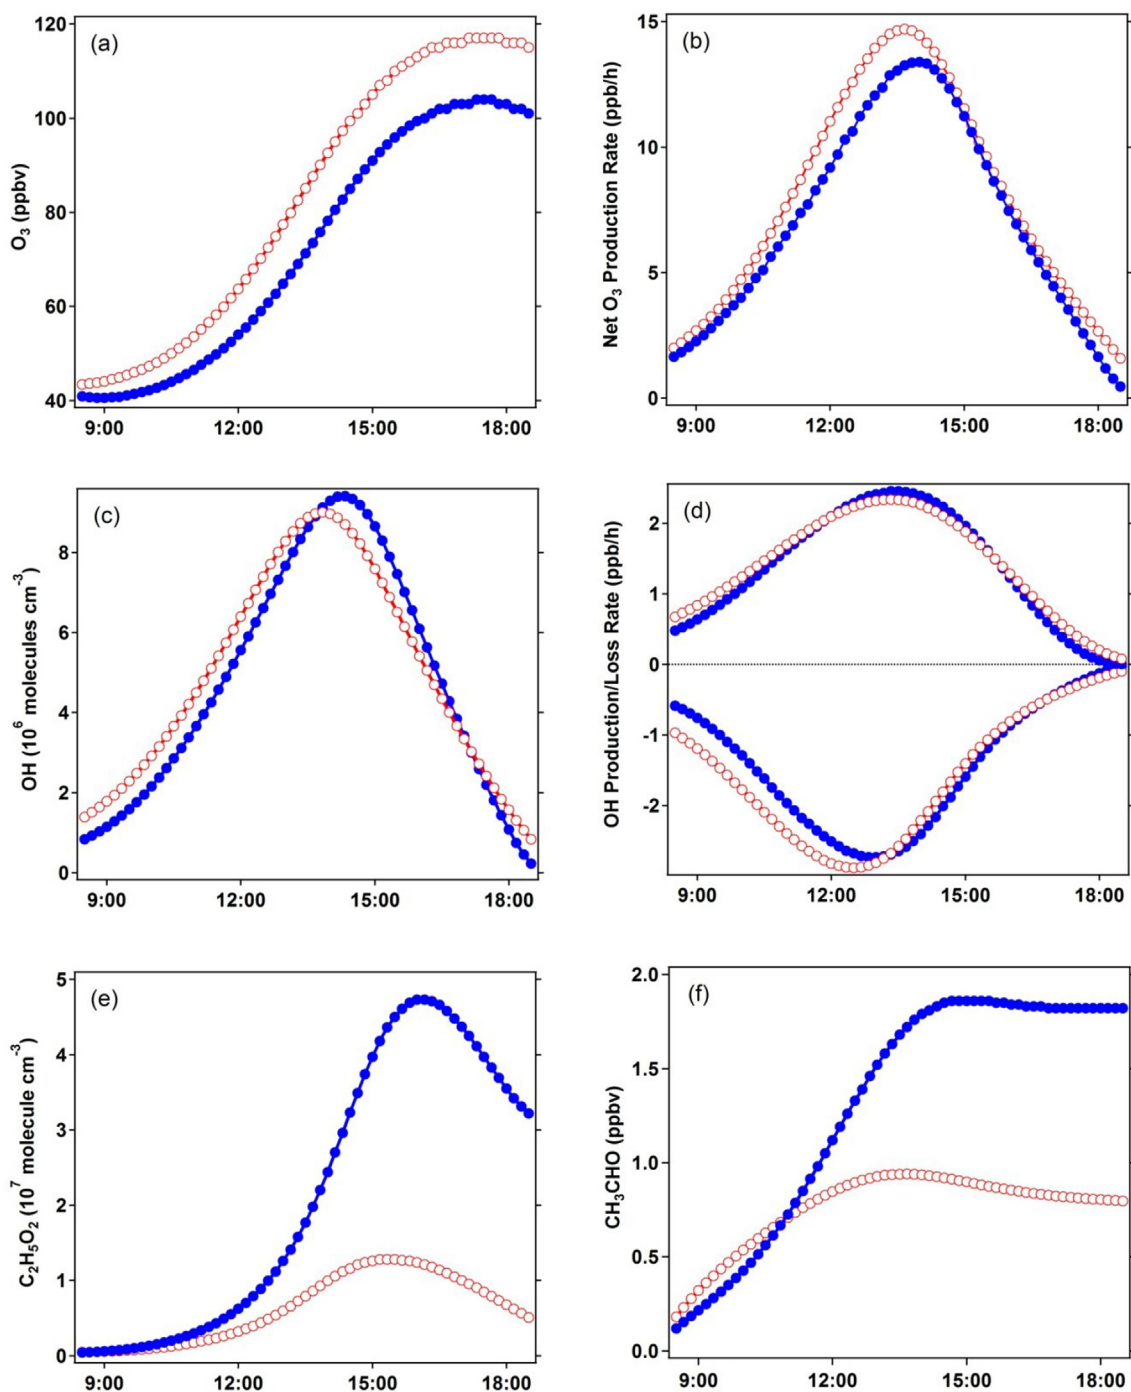 (a)
O₃ (ppbv)
120
100
80
60
40
9:00 12:00 15:00 18:00
(b)
Net O₃ Production Rate (ppb/h)
15
10
5
0
9:00 12:00 15:00 18:00
(c)
OH (10⁶ molecules cm⁻³)
8
6
4
2
0
9:00 12:00 15:00 18:00
(d)
OH Production/Loss Rate (ppb/h)
2
1
0
-1
-2
9:00 12:00 15:00 18:00
(e)
C₂H₅O₂ (10⁷ molecule cm⁻³)
5
4
3
2
1
0
9:00 12:00 15:00 18:00
(f)
CH₃CHO (ppbv)
2.0
1.5
1.0
0.5
0.0
9:00 12:00 15:00 18:00